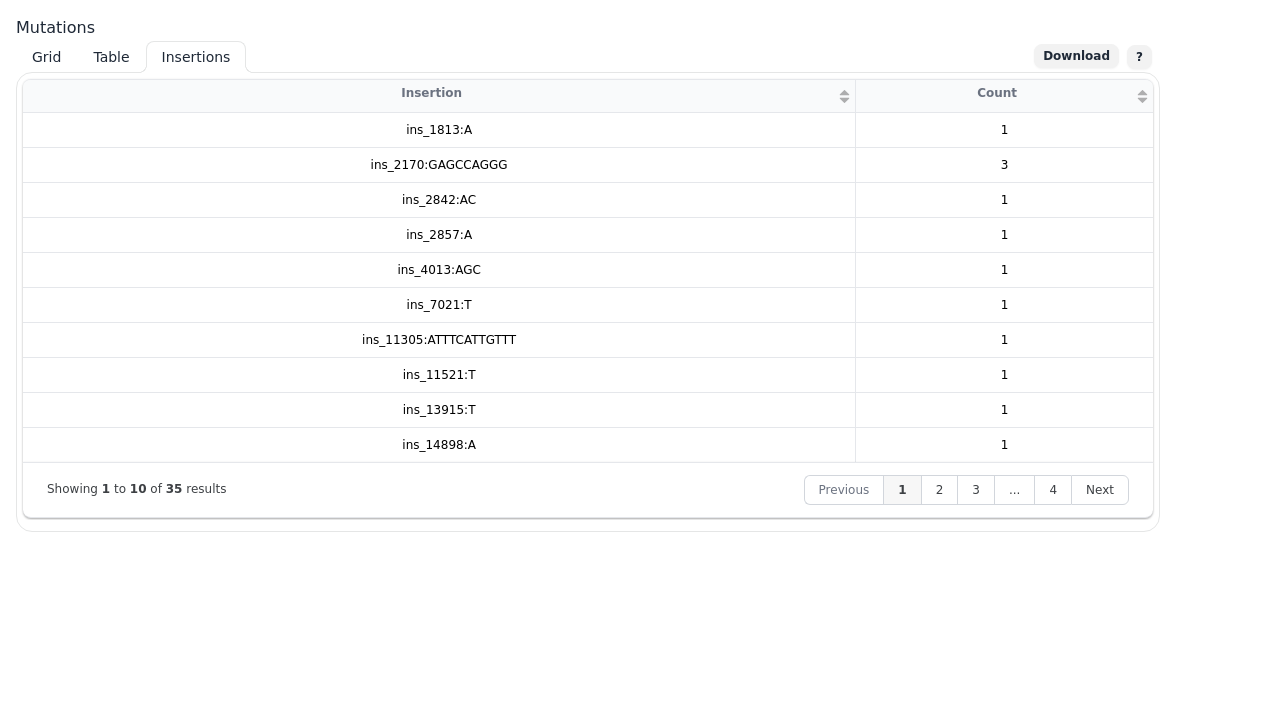 Mutations
Grid Table Insertions Download ?
Insertion Count
ins_1813:A 1
ins_2170:GAGCCAGGG 3
ins_2842:AC 1
ins_2857:A 1
ins_4013:AGC 1
ins_7021:T 1
ins_11305:ATTTCATTGTTT 1
ins_11521:T 1
ins_13915:T 1
ins_14898:A 1
Showing 1 to 10 of 35 results Previous 1 2 3 ... 4 Next